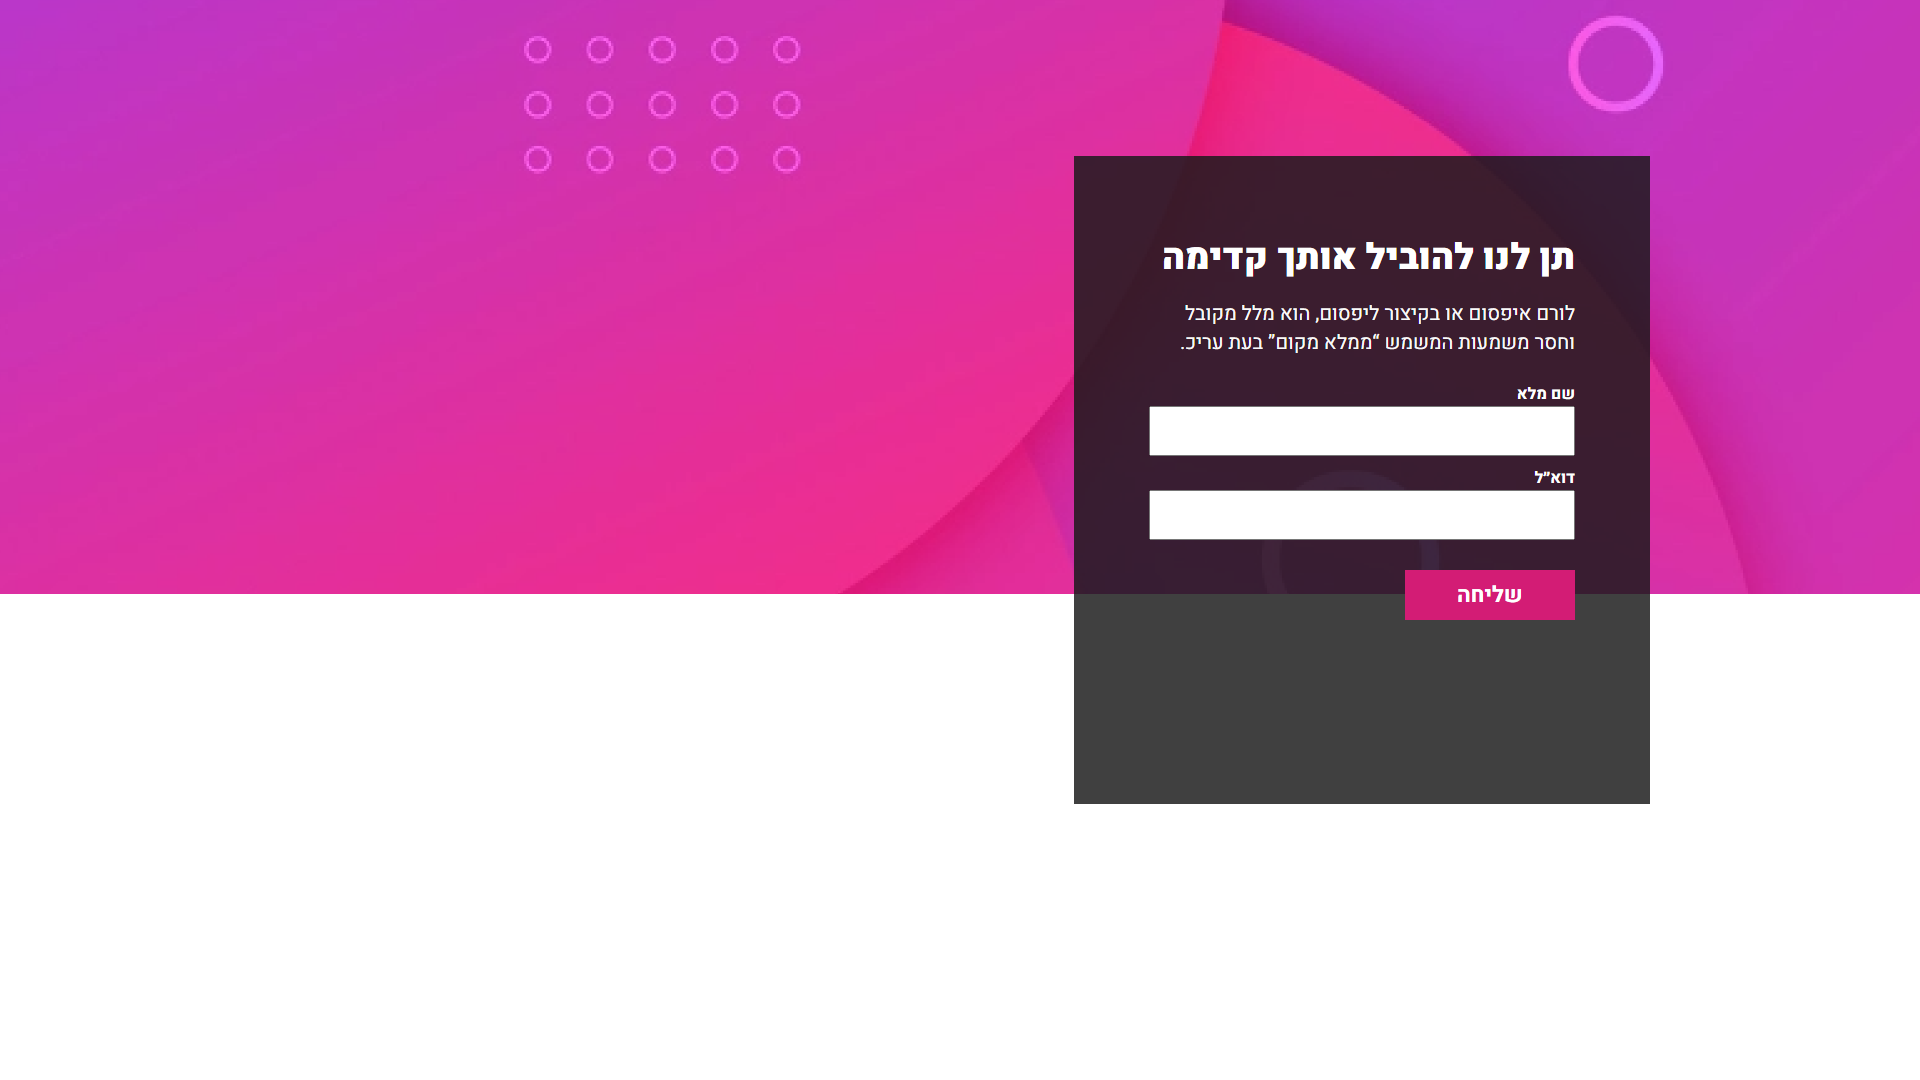 תן לנו להוביל אותך קדימה
לורם איפסום או בקיצור ליפסום, הוא מלל מקובל
וחסר משמעות המשמש “ממלא מקום” בעת עריכ.
שם מלא
דוא״ל
שליחה